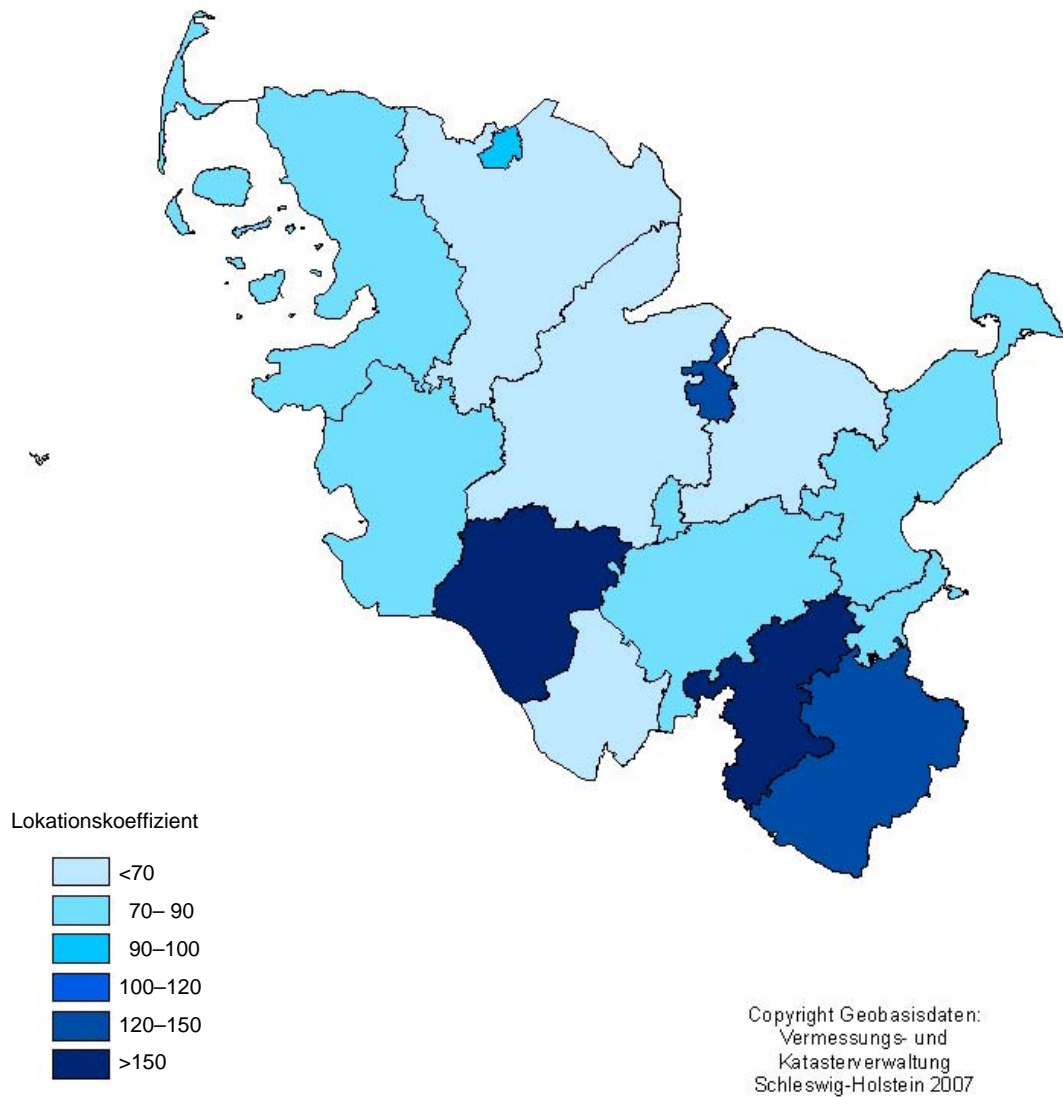 Lokationskoeffizient
<70
70– 90
90–100
100–120
120–150
>150
Copyright Geobasisdaten:
Vermessungs- und
Katasterverwaltung
Schleswig-Holstein 2007